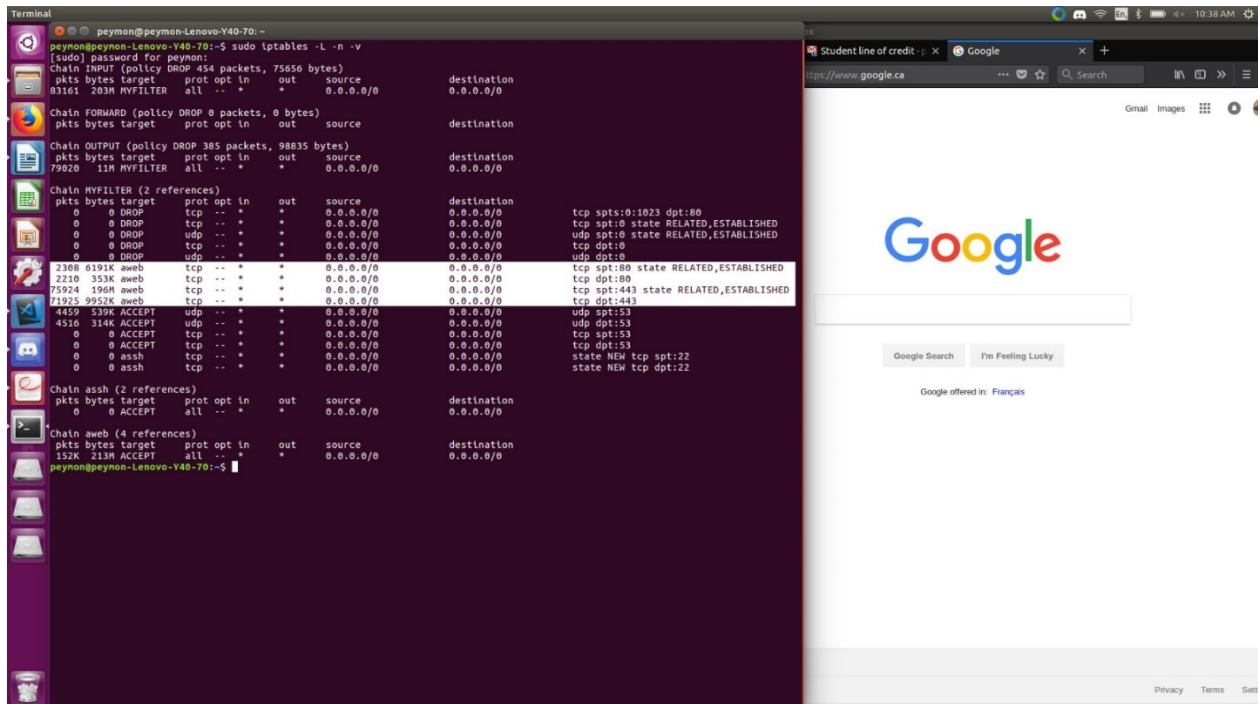 Terminal
10:38 AM
peymon@peymon-Lenovo-Y40-70: ~
peymon@peymon-Lenovo-Y40-70:~$ sudo iptables -L -n -v
[sudo] password for peymon:
Chain INPUT (policy DROP 454 packets, 75656 bytes)
pkts bytes target prot opt in out source destination
83161 203M MYFILTER all -- * * 0.0.0.0/0 0.0.0.0/0
Chain FORWARD (policy DROP 0 packets, 0 bytes)
pkts bytes target prot opt in out source destination
Chain OUTPUT (policy DROP 385 packets, 98835 bytes)
pkts bytes target prot opt in out source destination
79020 11M MYFILTER all -- * * 0.0.0.0/0 0.0.0.0/0
Chain MYFILTER (2 references)
pkts bytes target prot opt in out source destination
0 0 DROP tcp -- * * 0.0.0.0/0 0.0.0.0/0 tcp spts:0:1023 dpt:80
0 0 DROP tcp -- * * 0.0.0.0/0 0.0.0.0/0 tcp spt:0 state RELATED,ESTABLISHED
0 0 DROP udp -- * * 0.0.0.0/0 0.0.0.0/0 udp spt:0 state RELATED,ESTABLISHED
0 0 DROP tcp -- * * 0.0.0.0/0 0.0.0.0/0 tcp dpt:0
0 0 DROP udp -- * * 0.0.0.0/0 0.0.0.0/0 udp dpt:0
2308 6191K aweb tcp -- * * 0.0.0.0/0 0.0.0.0/0 tcp spt:80 state RELATED,ESTABLISHED
2210 353K aweb tcp -- * * 0.0.0.0/0 0.0.0.0/0 tcp dpt:80
75924 196M aweb tcp -- * * 0.0.0.0/0 0.0.0.0/0 tcp spt:443 state RELATED,ESTABLISHED
71925 9952K aweb tcp -- * * 0.0.0.0/0 0.0.0.0/0 tcp dpt:443
4459 539K ACCEPT udp -- * * 0.0.0.0/0 0.0.0.0/0 udp spt:53
4516 314K ACCEPT udp -- * * 0.0.0.0/0 0.0.0.0/0 udp dpt:53
0 0 ACCEPT tcp -- * * 0.0.0.0/0 0.0.0.0/0 tcp spt:53
0 0 ACCEPT tcp -- * * 0.0.0.0/0 0.0.0.0/0 tcp dpt:53
0 0 assh tcp -- * * 0.0.0.0/0 0.0.0.0/0 state NEW tcp spt:22
0 0 assh tcp -- * * 0.0.0.0/0 0.0.0.0/0 state NEW tcp dpt:22
Chain assh (2 references)
pkts bytes target prot opt in out source destination
0 0 ACCEPT all -- * * 0.0.0.0/0 0.0.0.0/0
Chain aweb (4 references)
pkts bytes target prot opt in out source destination
152K 213M ACCEPT all -- * * 0.0.0.0/0 0.0.0.0/0
peymon@peymon-Lenovo-Y40-70:~$
Student line of credit - p
Google
ttps://www.google.ca
Search
Gmail Images
Google
Google Search I'm Feeling Lucky
Google offered in: Français
Privacy Terms Sett